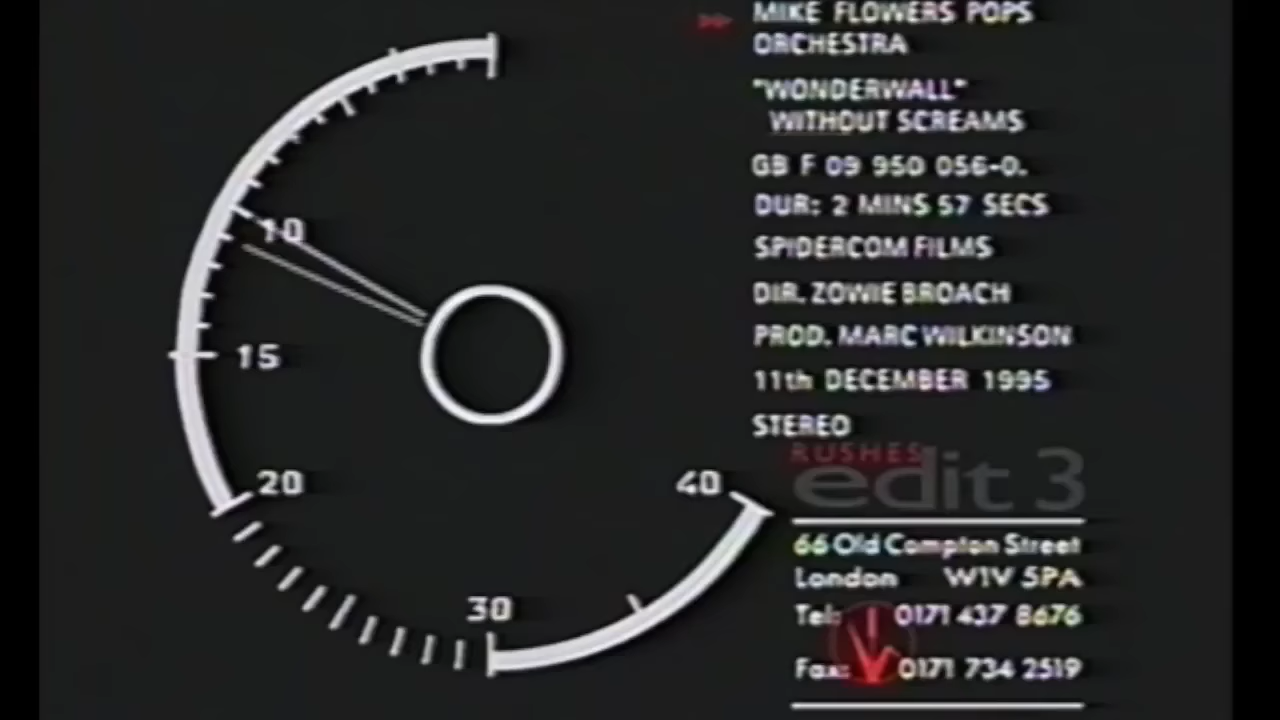 MIKE FLOWERS POPS
ORCHESTRA
"WONDERWALL"
WITHOUT SCREAMS
GB F 09 950 056-0.
DUR: 2 MINS 57 SECS
SPIDERCOM FILMS
DIR. ZOWIE BROACH
PROD. MARC WILKINSON
11th DECEMBER 1995
STEREO
RUSHES
edit 3
66 Old Compton Street
London W1V 5PA
Tel: 0171 437 8676
Fax: 0171 734 2519
10
15
20
30
40